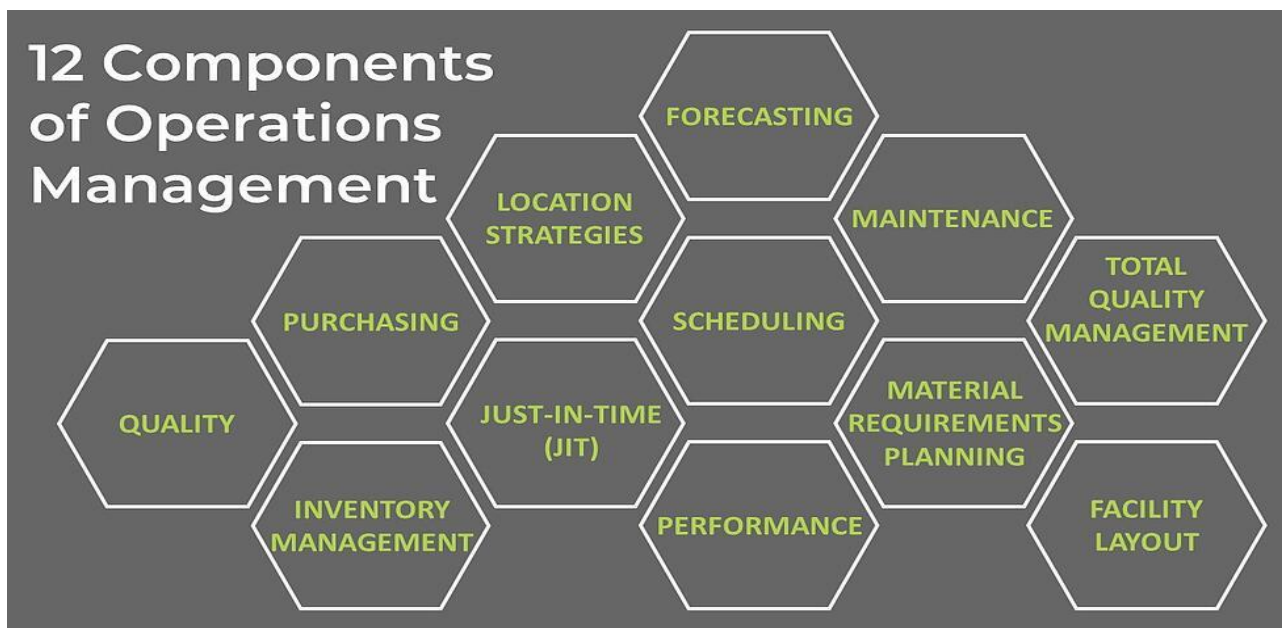 12 Components
of Operations
Management
FORECASTING
LOCATION
STRATEGIES
MAINTENANCE
PURCHASING
SCHEDULING
TOTAL
QUALITY
MANAGEMENT
QUALITY
JUST-IN-TIME
(JIT)
MATERIAL
REQUIREMENTS
PLANNING
INVENTORY
MANAGEMENT
PERFORMANCE
FACILITY
LAYOUT